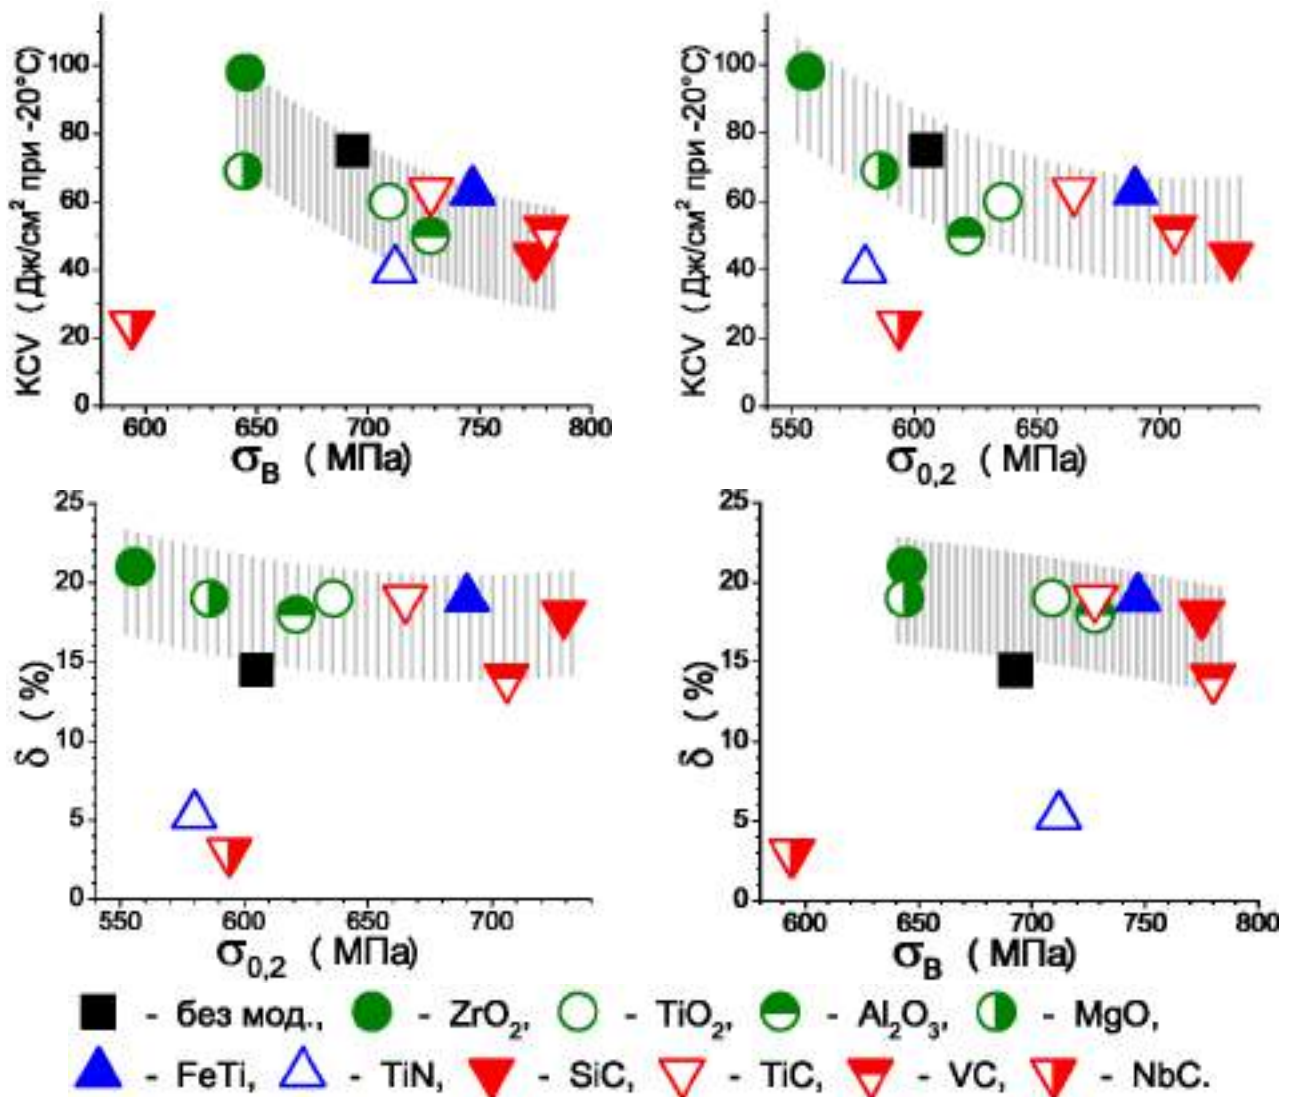 KCV ( Дж/см² при -20°C)
100
80
60
40
20
0
600 650 700 750 800
σB ( МПа)
KCV ( Дж/см² при -20°C)
100
80
60
40
20
0
550 600 650 700
σ0,2 ( МПа)
δ (%)
25
20
15
10
5
0
550 600 650 700
σ0,2 ( МПа)
δ (%)
25
20
15
10
5
0
600 650 700 750 800
σB ( МПа)
- без мод., - ZrO₂, - TiO₂, - Al₂O₃, - MgO,
- FeTi, - TiN, - SiC, - TiC, - VC, - NbC.